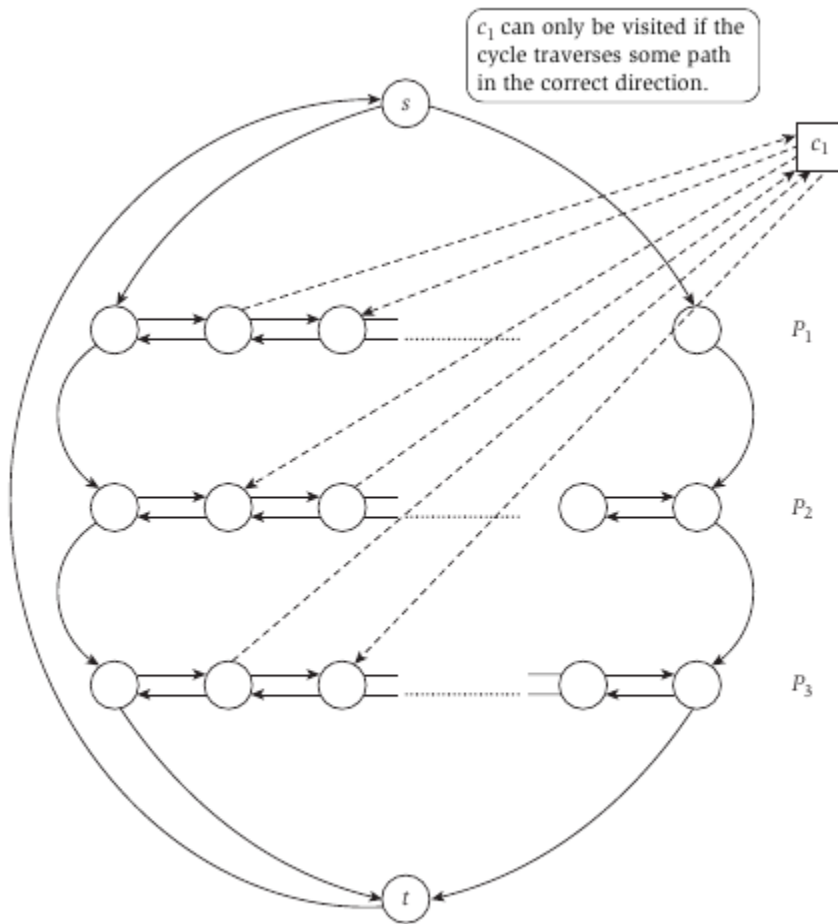 c₁ can only be visited if the
cycle traverses some path
in the correct direction.
s
c₁
P₁
P₂
P₃
t